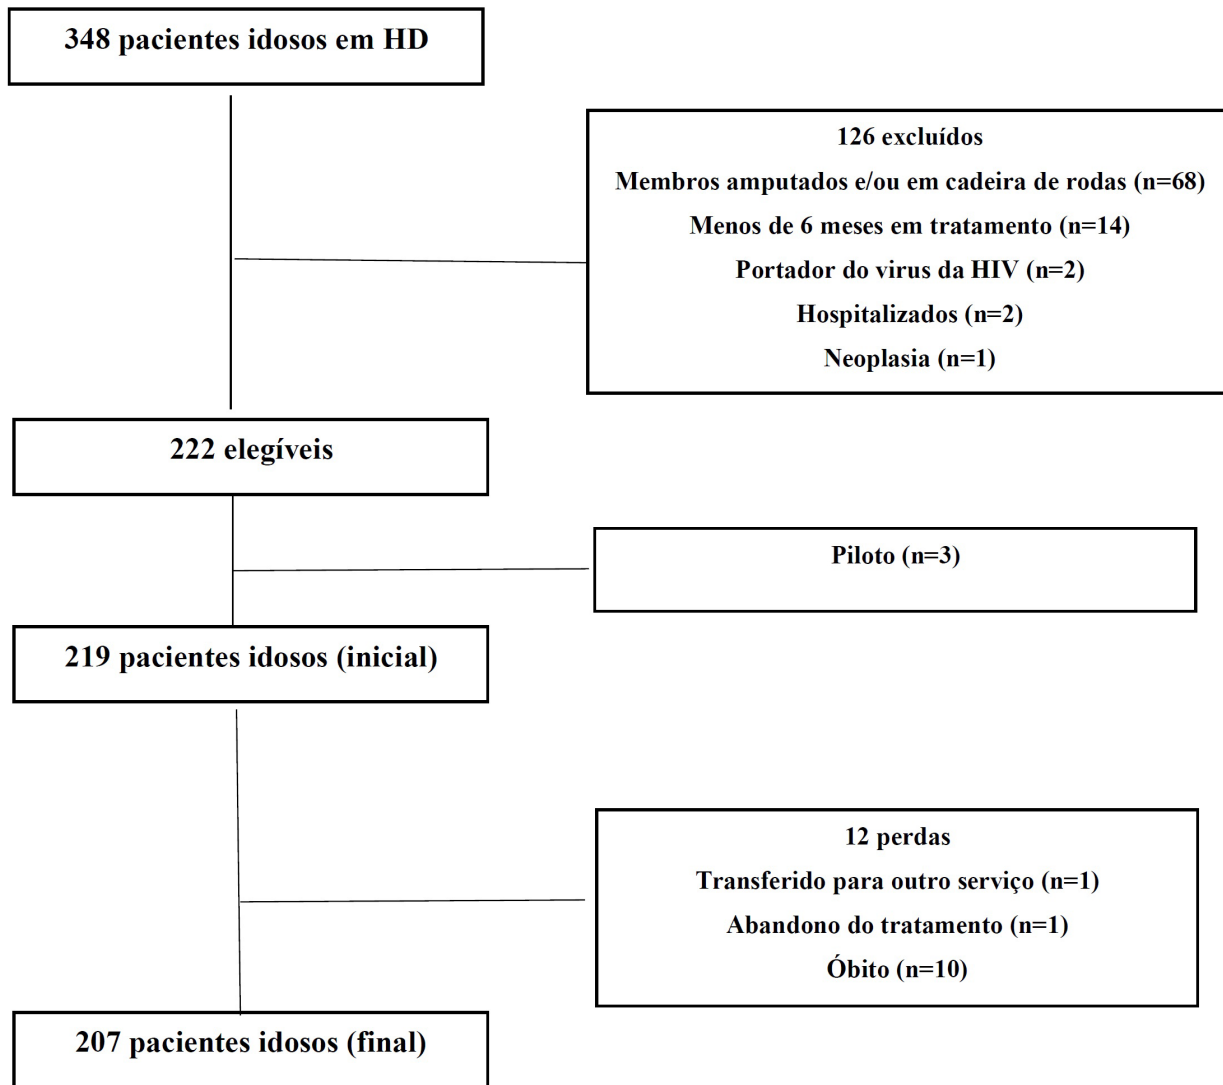 348 pacientes idosos em HD
126 excluídos
Membros amputados e/ou em cadeira de rodas (n=68)
Menos de 6 meses em tratamento (n=14)
Portador do virus da HIV (n=2)
Hospitalizados (n=2)
Neoplasia (n=1)
222 elegíveis
Piloto (n=3)
219 pacientes idosos (inicial)
12 perdas
Transferido para outro serviço (n=1)
Abandono do tratamento (n=1)
Óbito (n=10)
207 pacientes idosos (final)